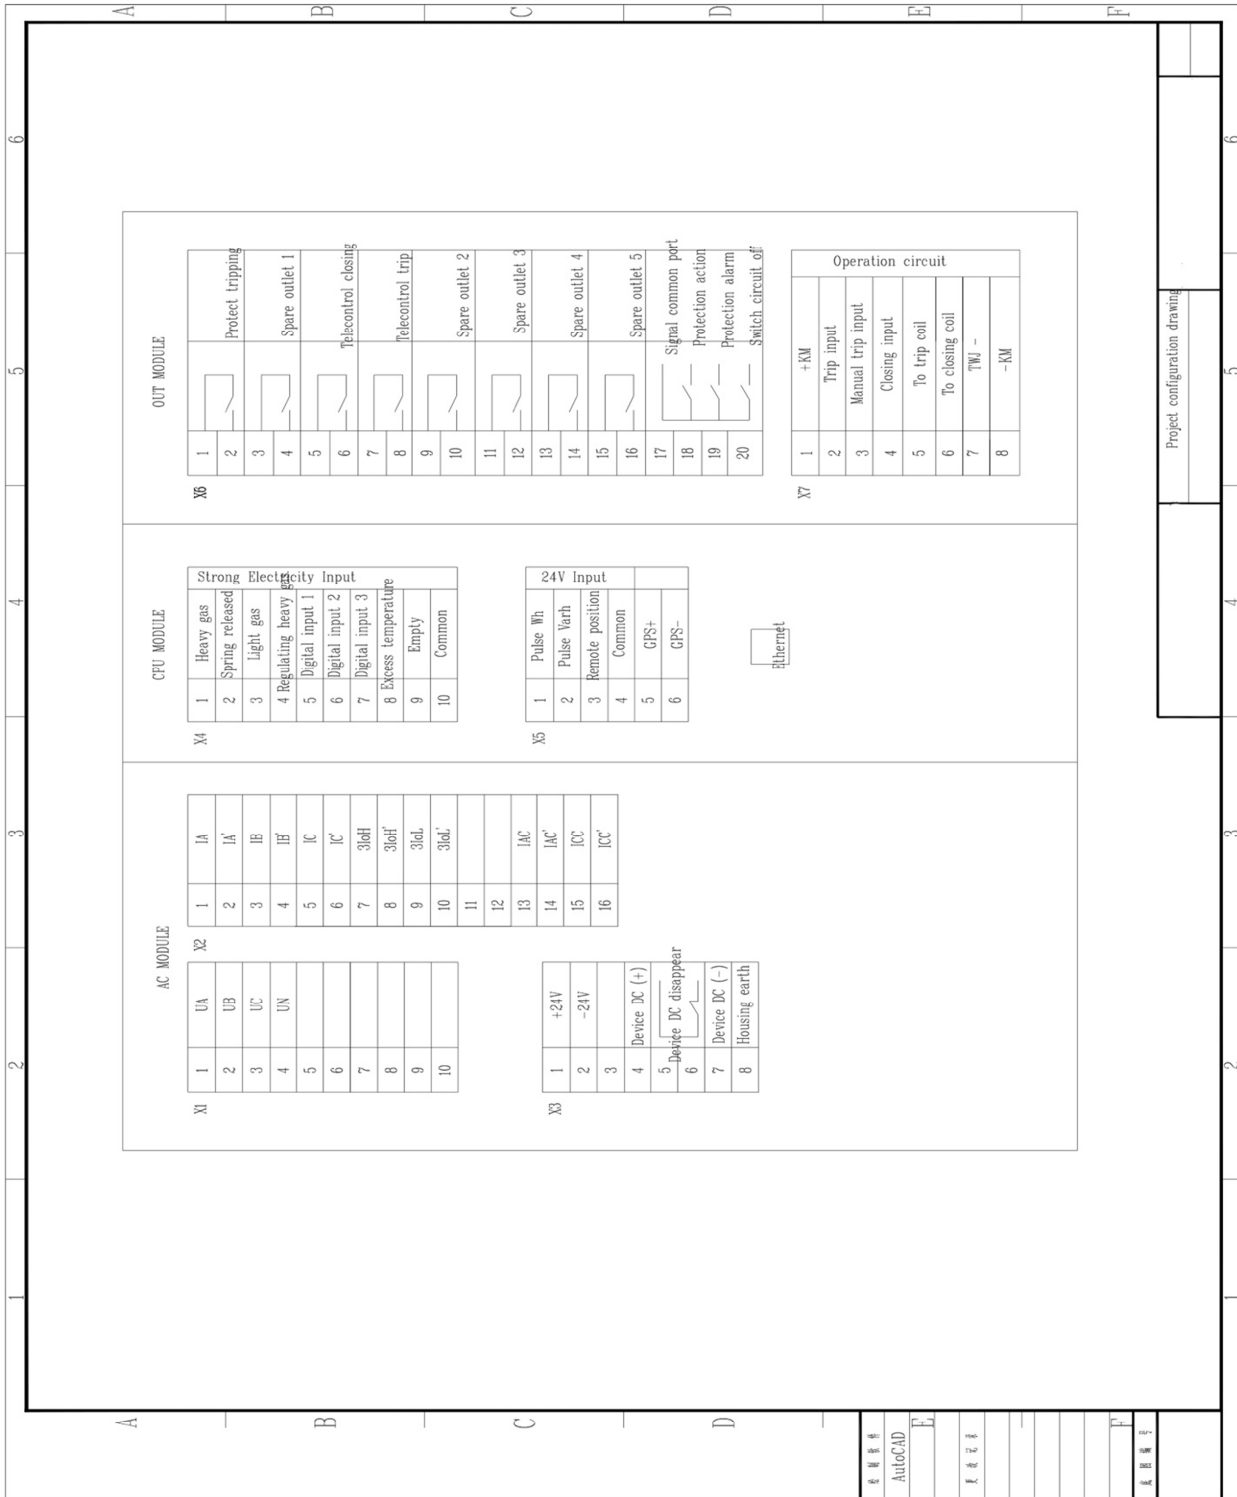 1 2 3 4 5 6
A
B
C
D
E
F
AC MODULE
X1
1 UA
2 UB
3 UC
4 UN
5
6
7
8
9
10
X2
1 IA
2 IA'
3 IB
4 IB'
5 IC
6 IC'
7 3IoH
8 3IoH'
9 3IoL
10 3IoL'
11
12
13 IAC
14 IAC'
15 ICC
16 ICC'
X3
1 +24V
2 -24V
3
4 Device DC (+)
5 Device DC disappear
6
7 Device DC (-)
8 Housing earth
CPU MODULE
X4
Strong Electricity Input
1 Heavy gas
2 Spring released
3 Light gas
4 Regulating heavy gas
5 Digital input 1
6 Digital input 2
7 Digital input 3
8 Excess temperature
9 Empty
10 Common
X5
24V Input
1 Pulse Wh
2 Pulse Varh
3 Remote position
4 Common
5 GPS+
6 GPS-
Ethernet
OUT MODULE
X6
1
2 Protect tripping
3
4 Spare outlet 1
5
6 Telecontrol closing
7
8 Telecontrol trip
9
10 Spare outlet 2
11
12 Spare outlet 3
13
14 Spare outlet 4
15
16 Spare outlet 5
17 Signal common port
18 Protection action
19 Protection alarm
20 Switch circuit off
X7
Operation circuit
1 +KM
2 Trip input
3 Manual trip input
4 Closing input
5 To trip coil
6 To closing coil
7 TWJ -
8 -KM
Project configuration drawing
A
B
C
D
E
F
1 2 3 4 5 6
AutoCAD